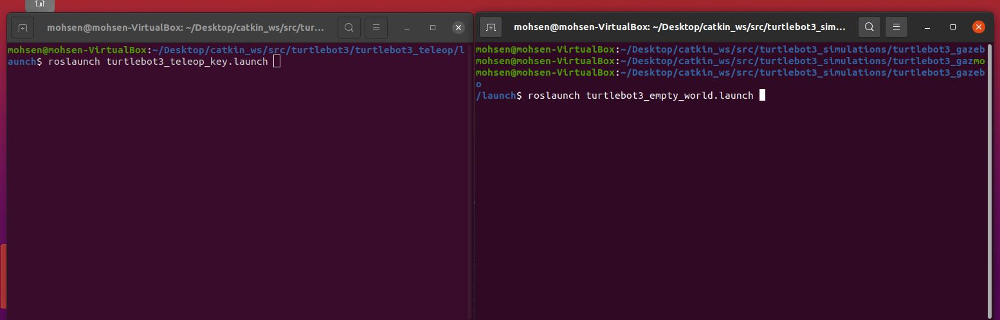 mohsen@mohsen-VirtualBox: ~/Desktop/catkin_ws/src/tur...
mohsen@mohsen-VirtualBox:~/Desktop/catkin_ws/src/turtlebot3/turtlebot3_teleop/l
aunch$ roslaunch turtlebot3_teleop_key.launch
mohsen@mohsen-VirtualBox: ~/Desktop/catkin_ws/src/turtlebot3_sim...
mohsen@mohsen-VirtualBox:~/Desktop/catkin_ws/src/turtlebot3_simulations/turtlebot3_gazeb
mohsen@mohsen-VirtualBox:~/Desktop/catkin_ws/src/turtlebot3_simulations/turtlebot3_gazmo
mohsen@mohsen-VirtualBox:~/Desktop/catkin_ws/src/turtlebot3_simulations/turtlebot3_gazeb
o
/launch$ roslaunch turtlebot3_empty_world.launch